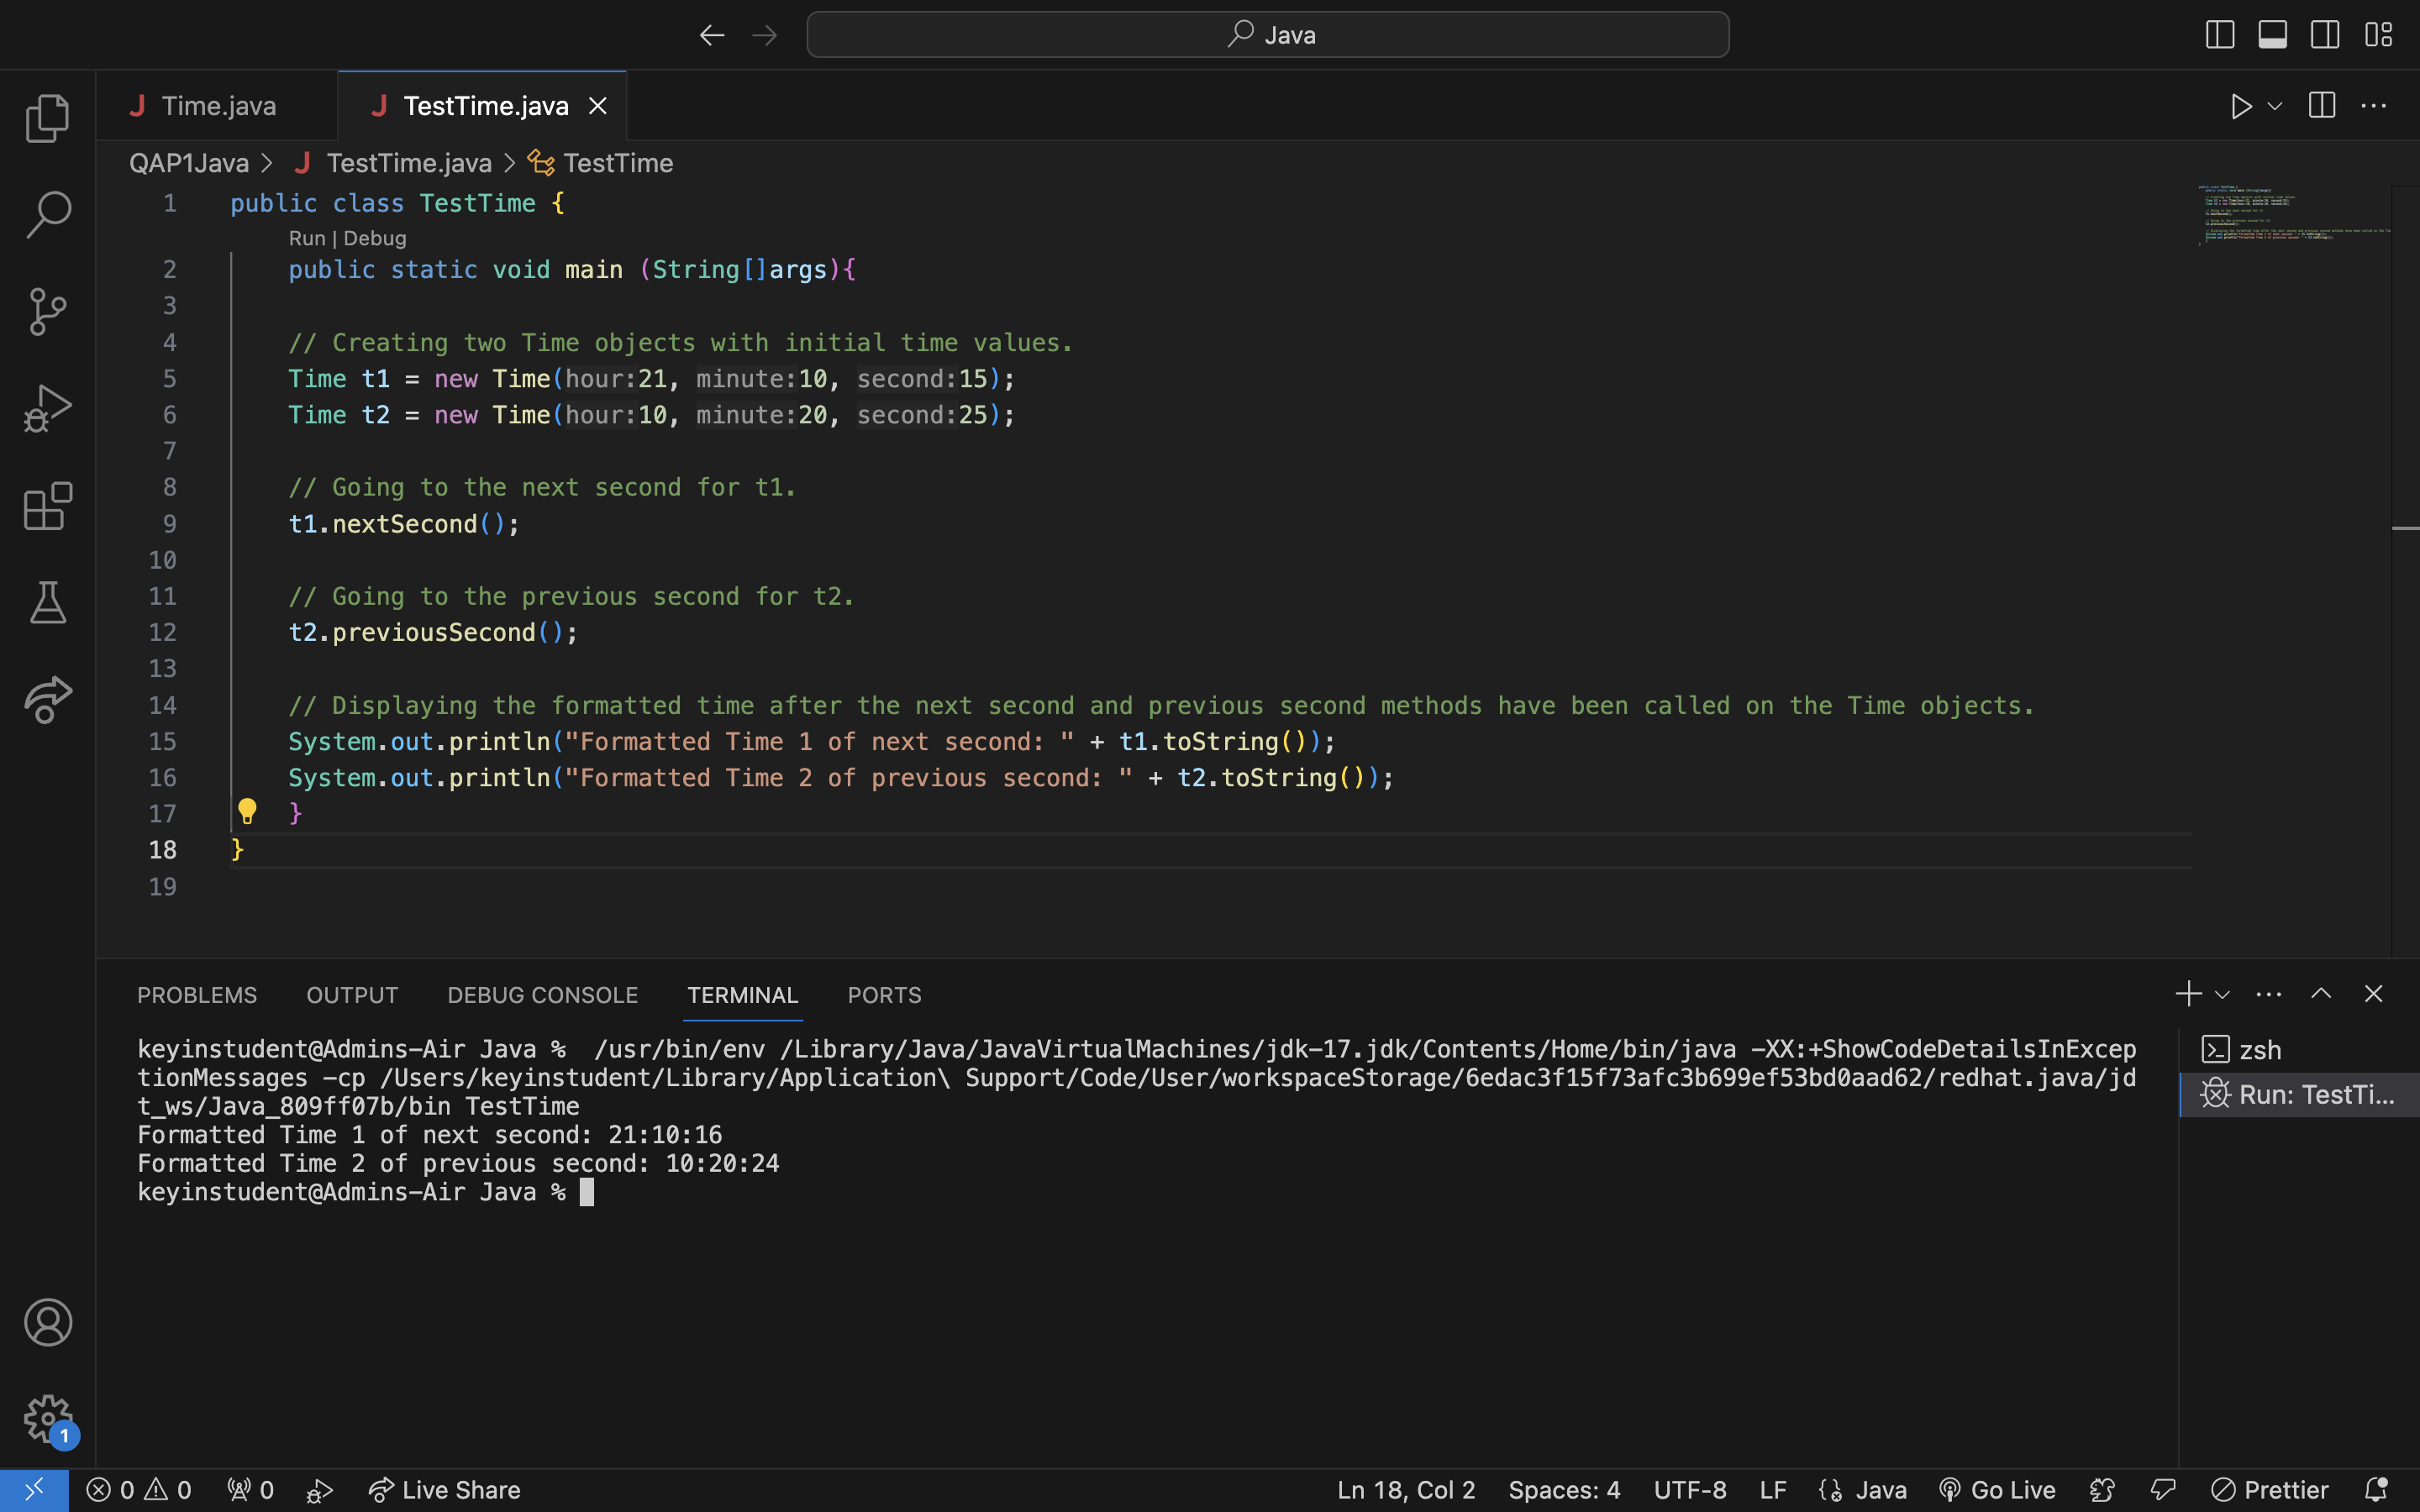 Java
Time.java
TestTime.java
QAP1Java > TestTime.java > TestTime
1 public class TestTime {
Run | Debug
2 public static void main (String[]args){
3
4 // Creating two Time objects with initial time values.
5 Time t1 = new Time(hour:21, minute:10, second:15);
6 Time t2 = new Time(hour:10, minute:20, second:25);
7
8 // Going to the next second for t1.
9 t1.nextSecond();
10
11 // Going to the previous second for t2.
12 t2.previousSecond();
13
14 // Displaying the formatted time after the next second and previous second methods have been called on the Time objects.
15 System.out.println("Formatted Time 1 of next second: " + t1.toString());
16 System.out.println("Formatted Time 2 of previous second: " + t2.toString());
17 }
18 }
19
PROBLEMS OUTPUT DEBUG CONSOLE TERMINAL PORTS
keyinstudent@Admins-Air Java %  /usr/bin/env /Library/Java/JavaVirtualMachines/jdk-17.jdk/Contents/Home/bin/java -XX:+ShowCodeDetailsInExcep
tionMessages -cp /Users/keyinstudent/Library/Application\ Support/Code/User/workspaceStorage/6edac3f15f73afc3b699ef53bd0aad62/redhat.java/jd
t_ws/Java_809ff07b/bin TestTime
Formatted Time 1 of next second: 21:10:16
Formatted Time 2 of previous second: 10:20:24
keyinstudent@Admins-Air Java %
zsh
Run: TestTi...
1
0 0 0 Live Share Ln 18, Col 2 Spaces: 4 UTF-8 LF Java Go Live Prettier